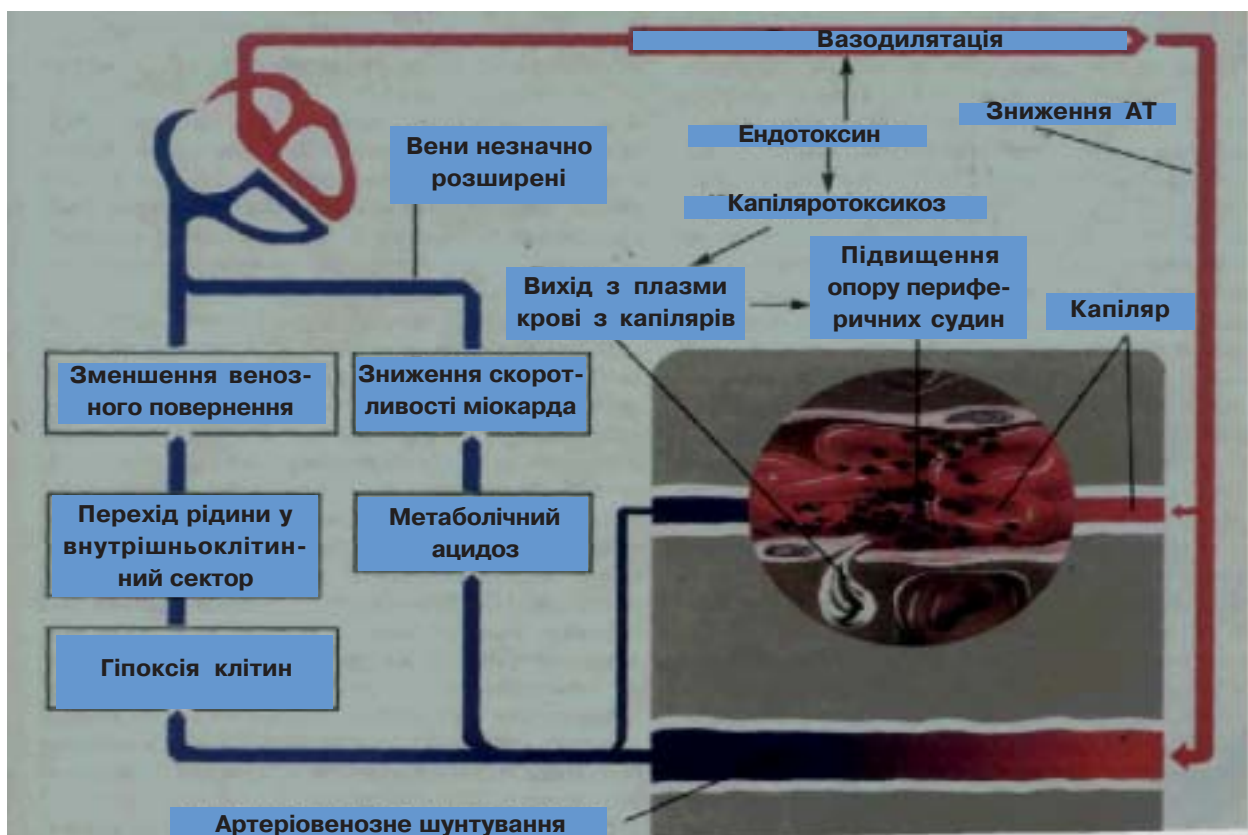 Вазодилятація
Зниження АТ
Ендотоксин
Вени незначно
розширені
Капіляротоксикоз
Підвищення
опору перифе-
ричних судин
Вихід з плазми
крові з капілярів
Капіляр
Зменшення веноз-
ного повернення
Зниження скорот-
ливості міокарда
Перехід рідини у
внутрішньоклітин-
ний сектор
Метаболічний
ацидоз
Гіпоксія клітин
Артеріовенозне шунтування